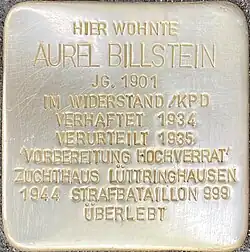 HIER WOHNTE
AUREL BILLSTEIN
JG. 1901
IM WIDERSTAND/KPD
VERHAFTET 1934
VERURTEILT 1935
'VORBEREITUNG HOCHVERRAT'
ZUCHTHAUS LÜTTRINGHAUSEN
1944 STRAFBATAILLON 999
ÜBERLEBT